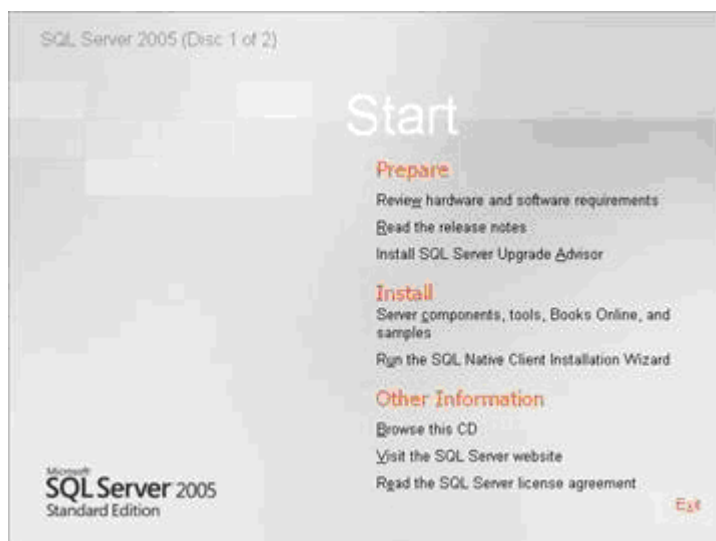 SQL Server 2005 (Disc 1 of 2)
Start
Prepare
Review hardware and software requirements
Read the release notes
Install SQL Server Upgrade Advisor
Install
Server components, tools, Books Online, and
samples
Run the SQL Native Client Installation Wizard
Other Information
Browse this CD
Visit the SQL Server website
Read the SQL Server license agreement
Exit
Microsoft
SQL Server 2005
Standard Edition